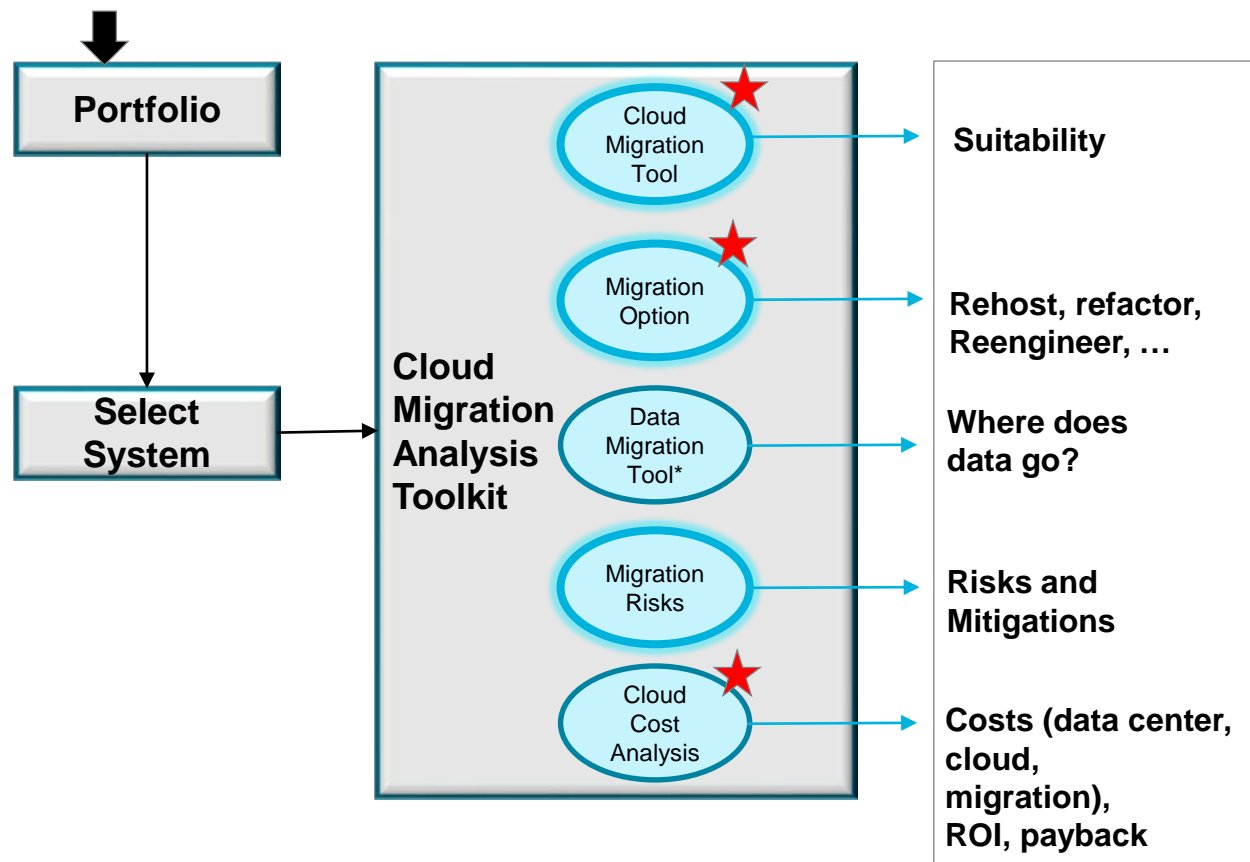 Portfolio
Select
System
Cloud
Migration
Analysis
Toolkit
Cloud
Migration
Tool
Migration
Option
Data
Migration
Tool*
Migration
Risks
Cloud
Cost
Analysis
Suitability
Rehost, refactor,
Reengineer, …
Where does
data go?
Risks and
Mitigations
Costs (data center,
cloud,
migration),
ROI, payback